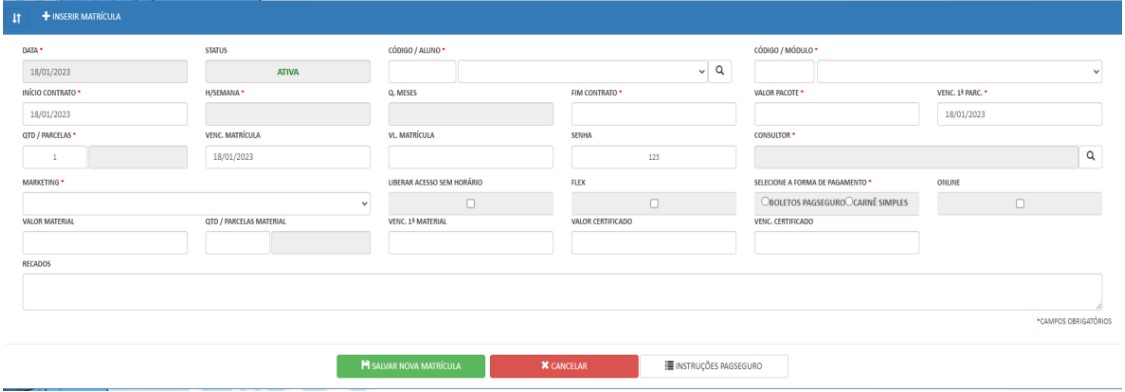 INSERIR MATRÍCULA
DATA * STATUS CÓDIGO / ALUNO * CÓDIGO / MÓDULO *
18/01/2023 ATIVA
INÍCIO CONTRATO * H/SEMANA * Q. MESES FIM CONTRATO * VALOR PACOTE * VENC. 1ª PARC. *
18/01/2023 18/01/2023
QTD / PARCELAS * VENC. MATRÍCULA VL. MATRÍCULA SENHA CONSULTOR *
1 18/01/2023 123
MARKETING * LIBERAR ACESSO SEM HORÁRIO FLEX SELECIONE A FORMA DE PAGAMENTO * ONLINE
BOLETOS PAGSEGURO CARNÊ SIMPLES
VALOR MATERIAL QTD / PARCELAS MATERIAL VENC. 1ª MATERIAL VALOR CERTIFICADO VENC. CERTIFICADO
RECADOS
*CAMPOS OBRIGATÓRIOS
SALVAR NOVA MATRÍCULA CANCELAR INSTRUÇÕES PAGSEGURO